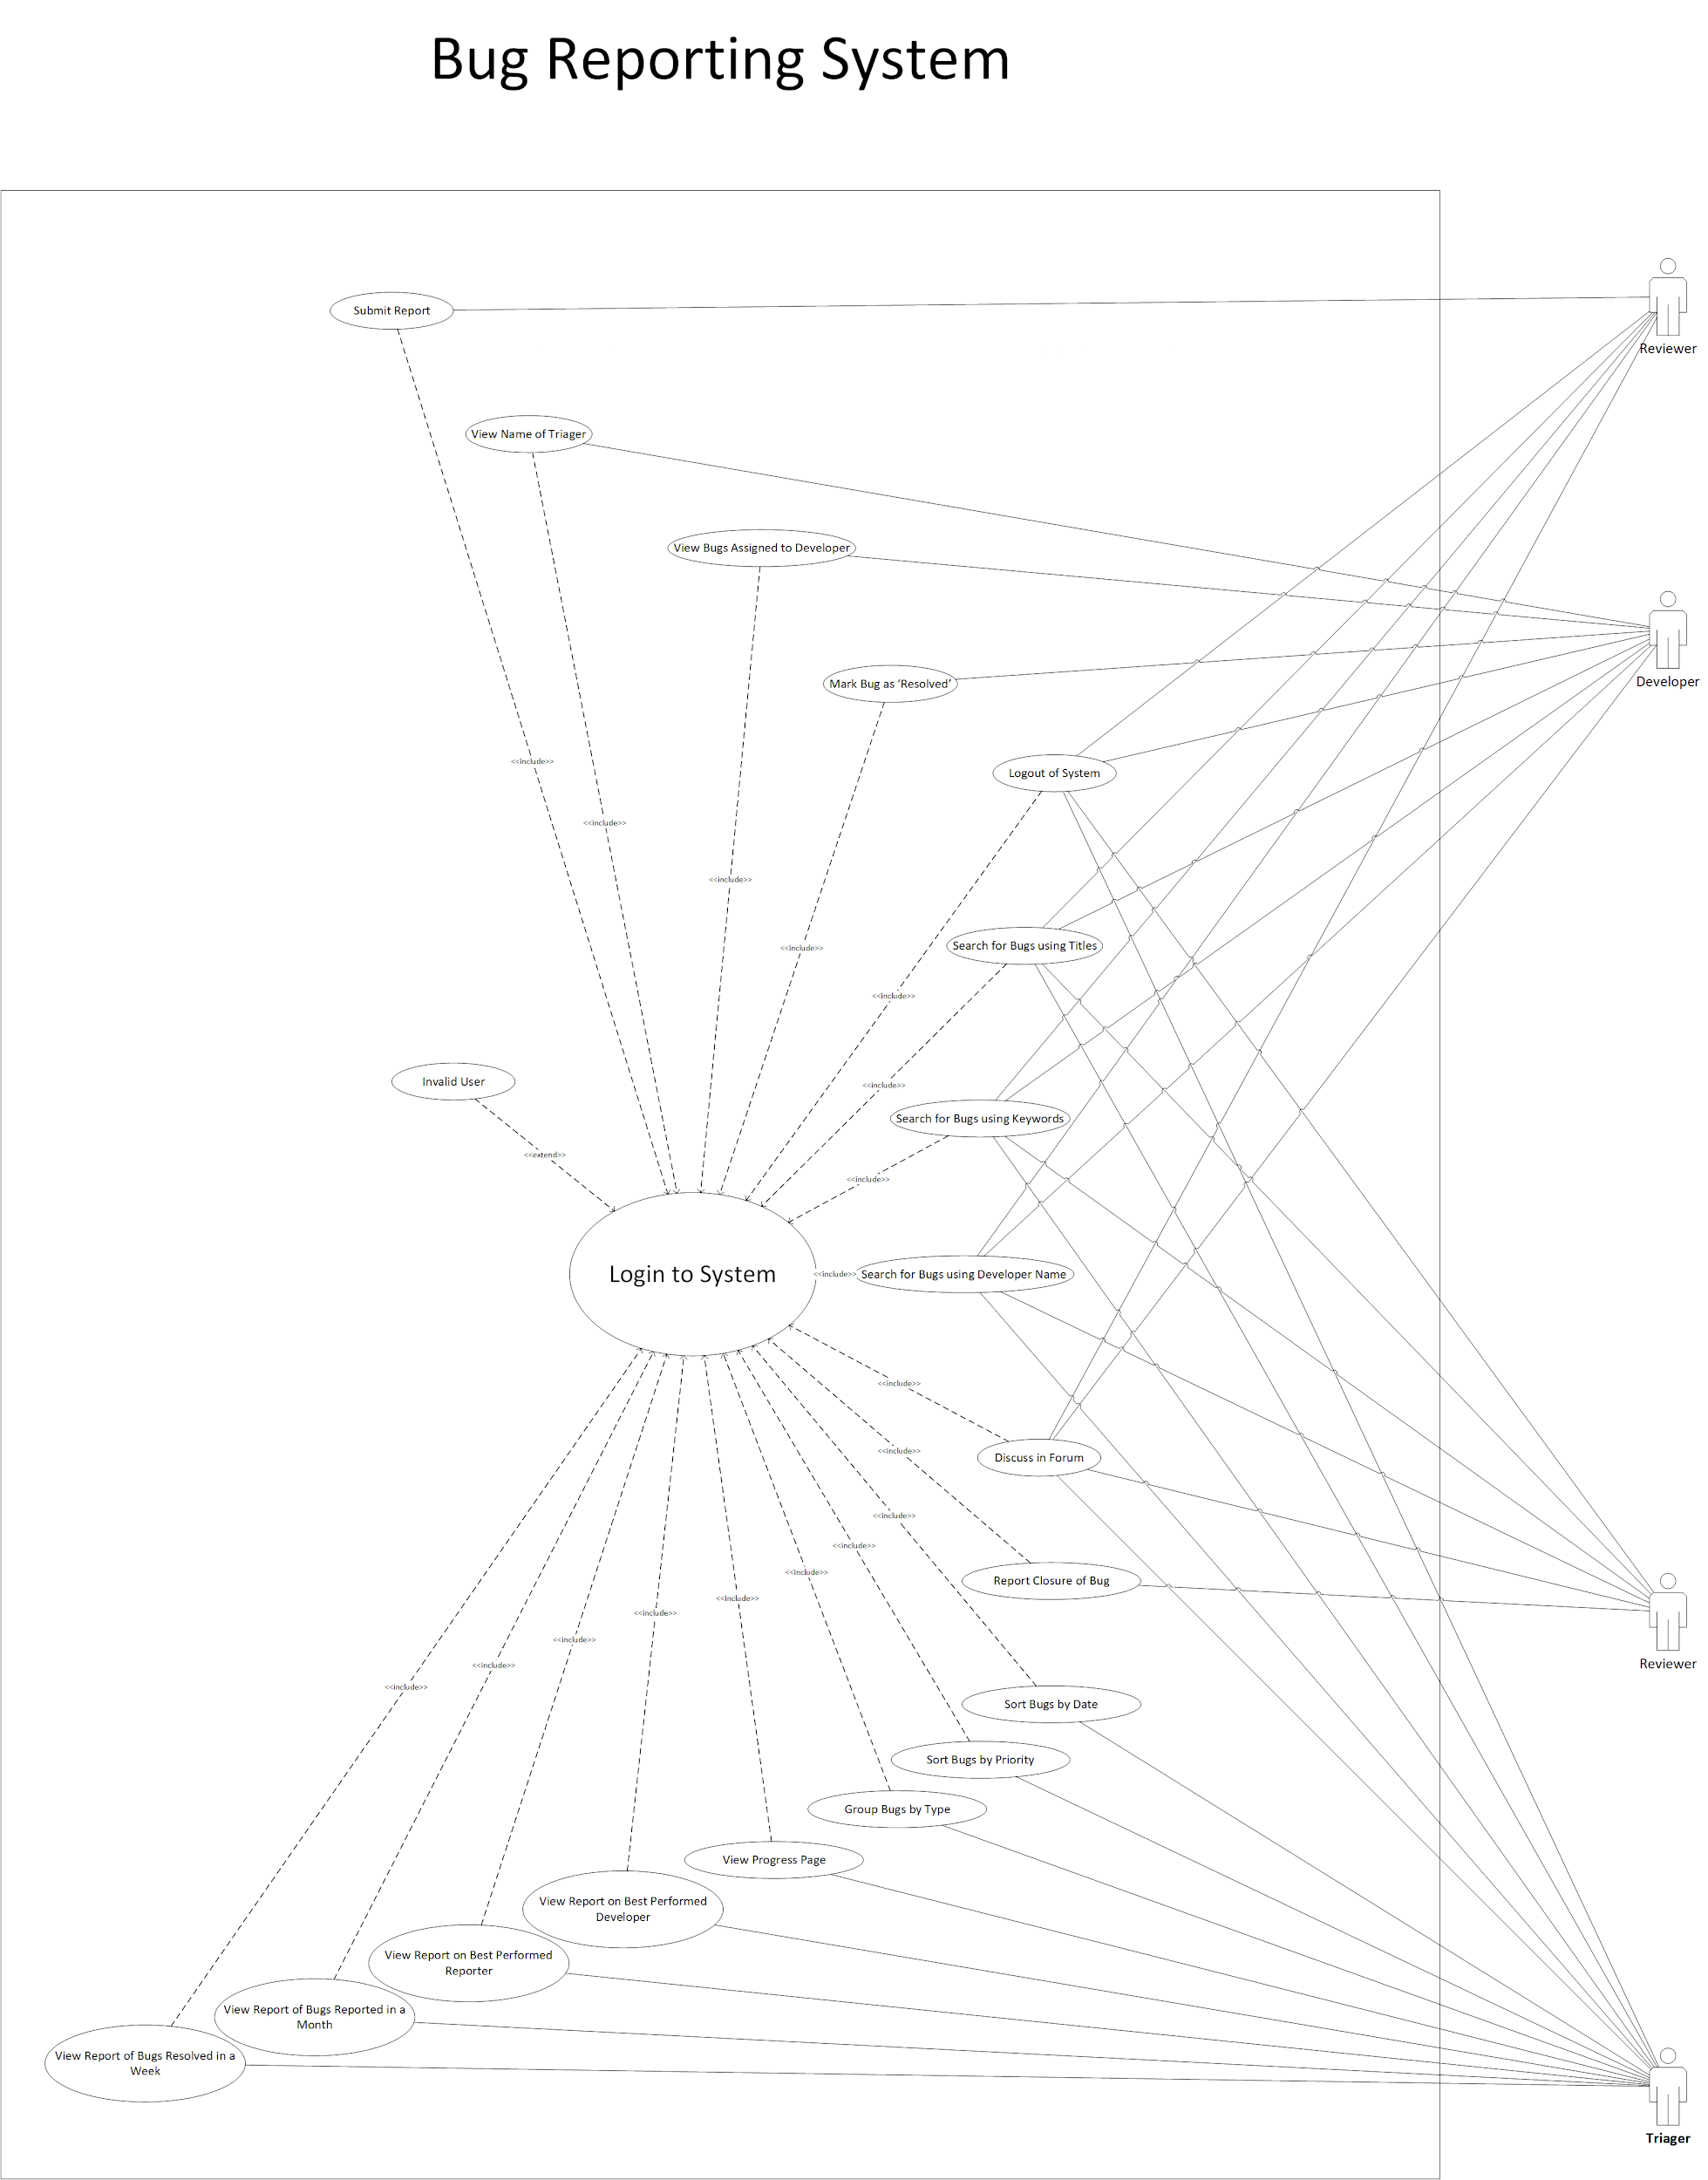 Bug Reporting System
Submit Report
Reviewer
View Name of Triager
View Bugs Assigned to Developer
Developer
Mark Bug as ‘Resolved’
<<include>>
Logout of System
<<include>>
<<include>>
Search for Bugs using Titles
<<include>>
<<include>>
Invalid User
<<include>>
Search for Bugs using Keywords
<<extend>>
<<include>>
Login to System
<<include>>
Search for Bugs using Developer Name
<<include>>
Discuss in Forum
<<include>>
<<include>>
<<include>>
Report Closure of Bug
<<include>>
<<include>>
<<include>>
<<include>>
<<include>>
Reviewer
<<include>>
Sort Bugs by Date
Sort Bugs by Priority
Group Bugs by Type
View Progress Page
View Report on Best Performed
Developer
View Report on Best Performed
Reporter
View Report of Bugs Reported in a
Month
View Report of Bugs Resolved in a
Week
Triager